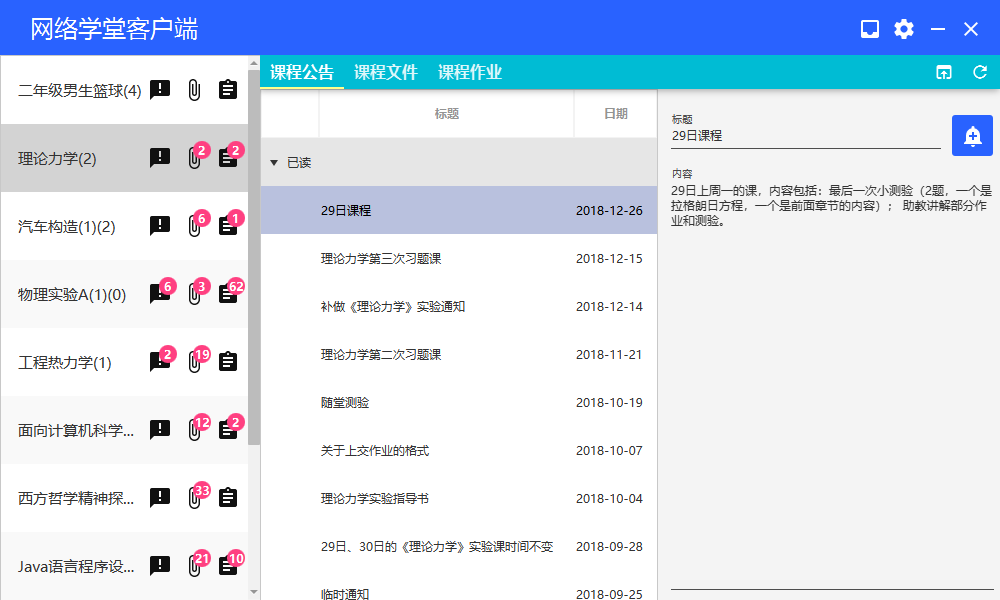 网络学堂客户端
课程公告 课程文件 课程作业
二年级男生篮球(4)
理论力学(2) 2 2
汽车构造(1)(2) 6 1
物理实验A(1)(0) 6 3 62
工程热力学(1) 2 19
面向计算机科学... 12 2
西方哲学精神探... 33
Java语言程序设... 21 10
标题 日期
已读
29日课程 2018-12-26
理论力学第三次习题课 2018-12-15
补做《理论力学》实验通知 2018-12-14
理论力学第二次习题课 2018-11-21
随堂测验 2018-10-19
关于上交作业的格式 2018-10-07
理论力学实验指导书 2018-10-04
29日、30日的《理论力学》实验课时间不变 2018-09-28
临时通知 2018-09-25
标题
29日课程
内容
29日上周一的课，内容包括：最后一次小测验（2题，一个是
拉格朗日方程，一个是前面章节的内容）； 助教讲解部分作
业和测验。